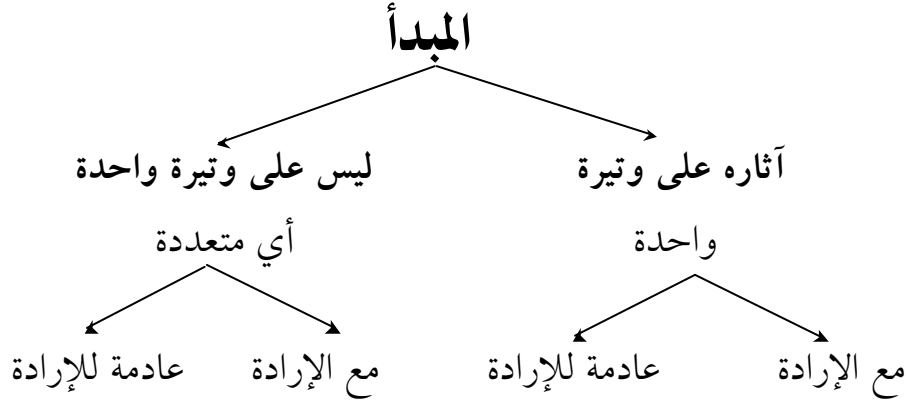 المبدأ
آثاره على وتيرة
واحدة
ليس على وتيرة واحدة
أي متعددة
مع الإرادة
عادمة للإرادة
مع الإرادة
عادمة للإرادة